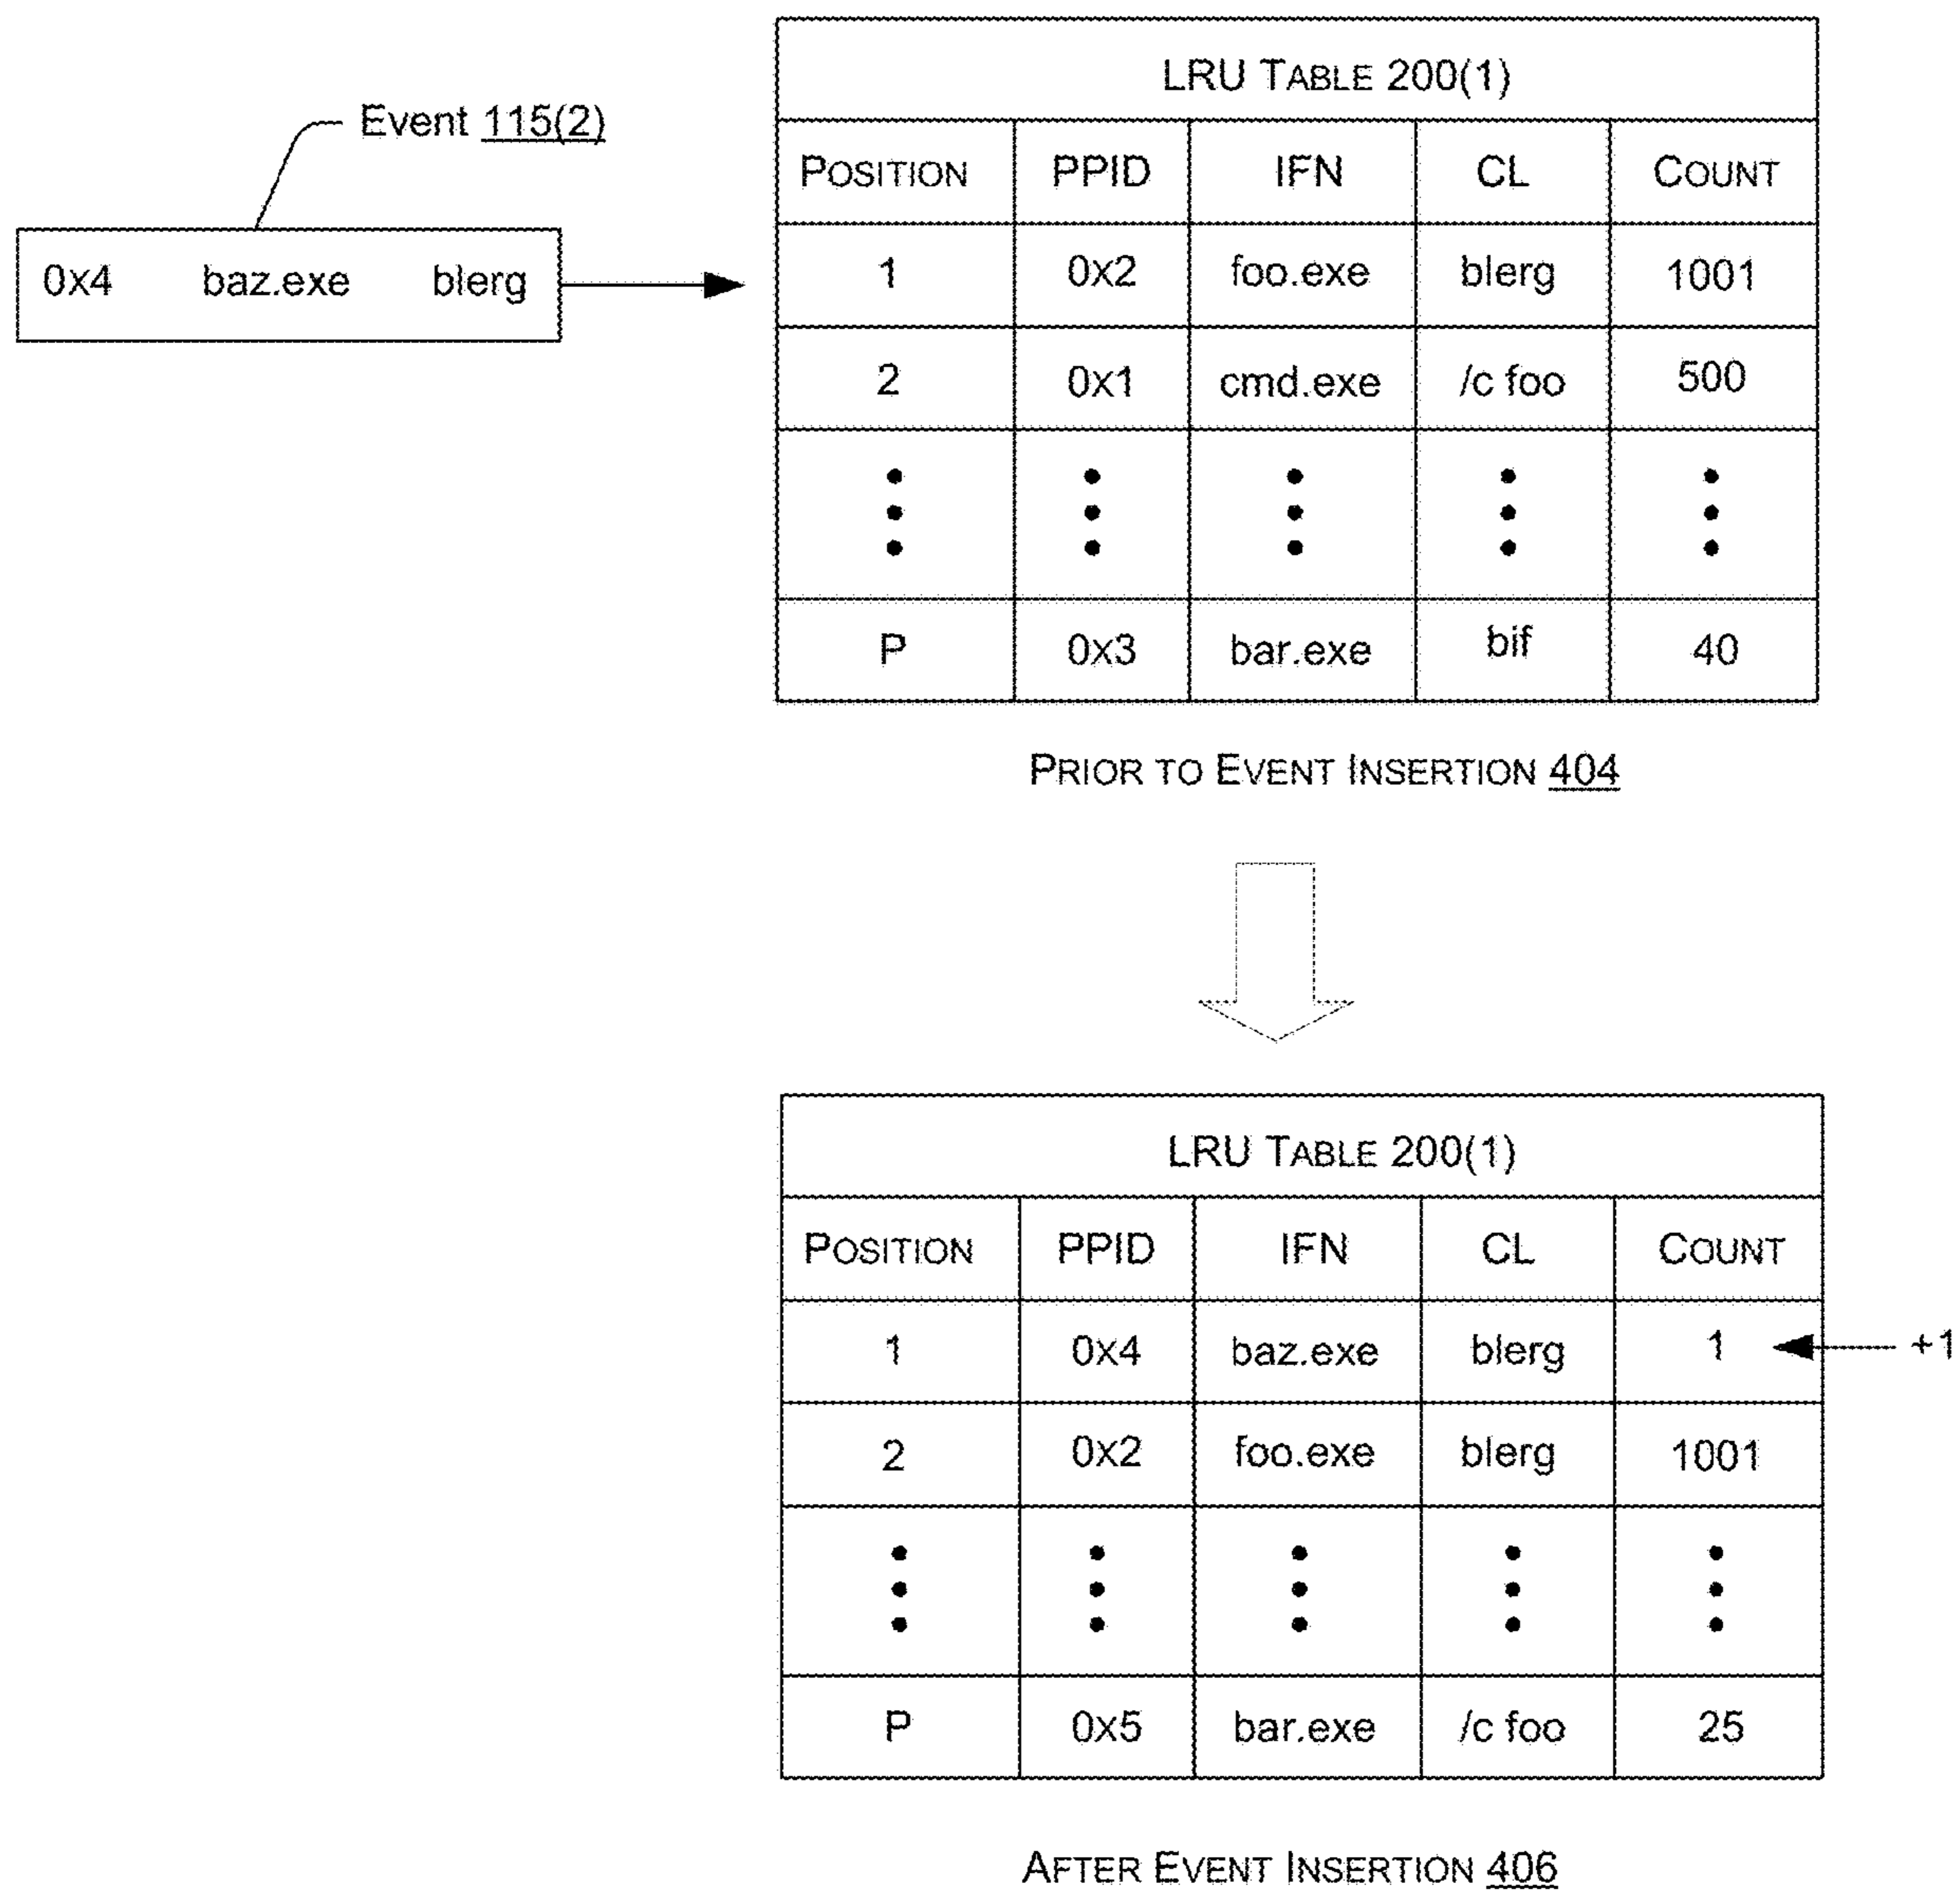 Event 115(2)
0x4 baz.exe blerg
LRU TABLE 200(1)
POSITION PPID IFN CL COUNT
1 0x2 foo.exe blerg 1001
2 0x1 cmd.exe /c foo 500
P 0x3 bar.exe bif 40
PRIOR TO EVENT INSERTION 404
LRU TABLE 200(1)
POSITION PPID IFN CL COUNT
1 0x4 baz.exe blerg 1 +1
2 0x2 foo.exe blerg 1001
P 0x5 bar.exe /c foo 25
AFTER EVENT INSERTION 406